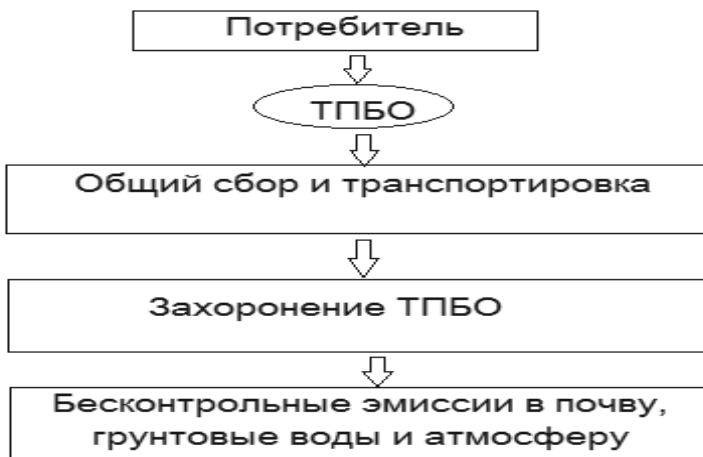 Потребитель
ТПБО
Общий сбор и транспортировка
Захоронение ТПБО
Бесконтрольные эмиссии в почву,
грунтовые воды и атмосферу